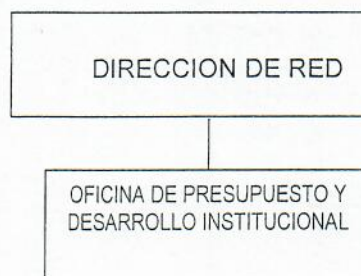 DIRECCION DE RED
OFICINA DE PRESUPUESTO Y
DESARROLLO INSTITUCIONAL